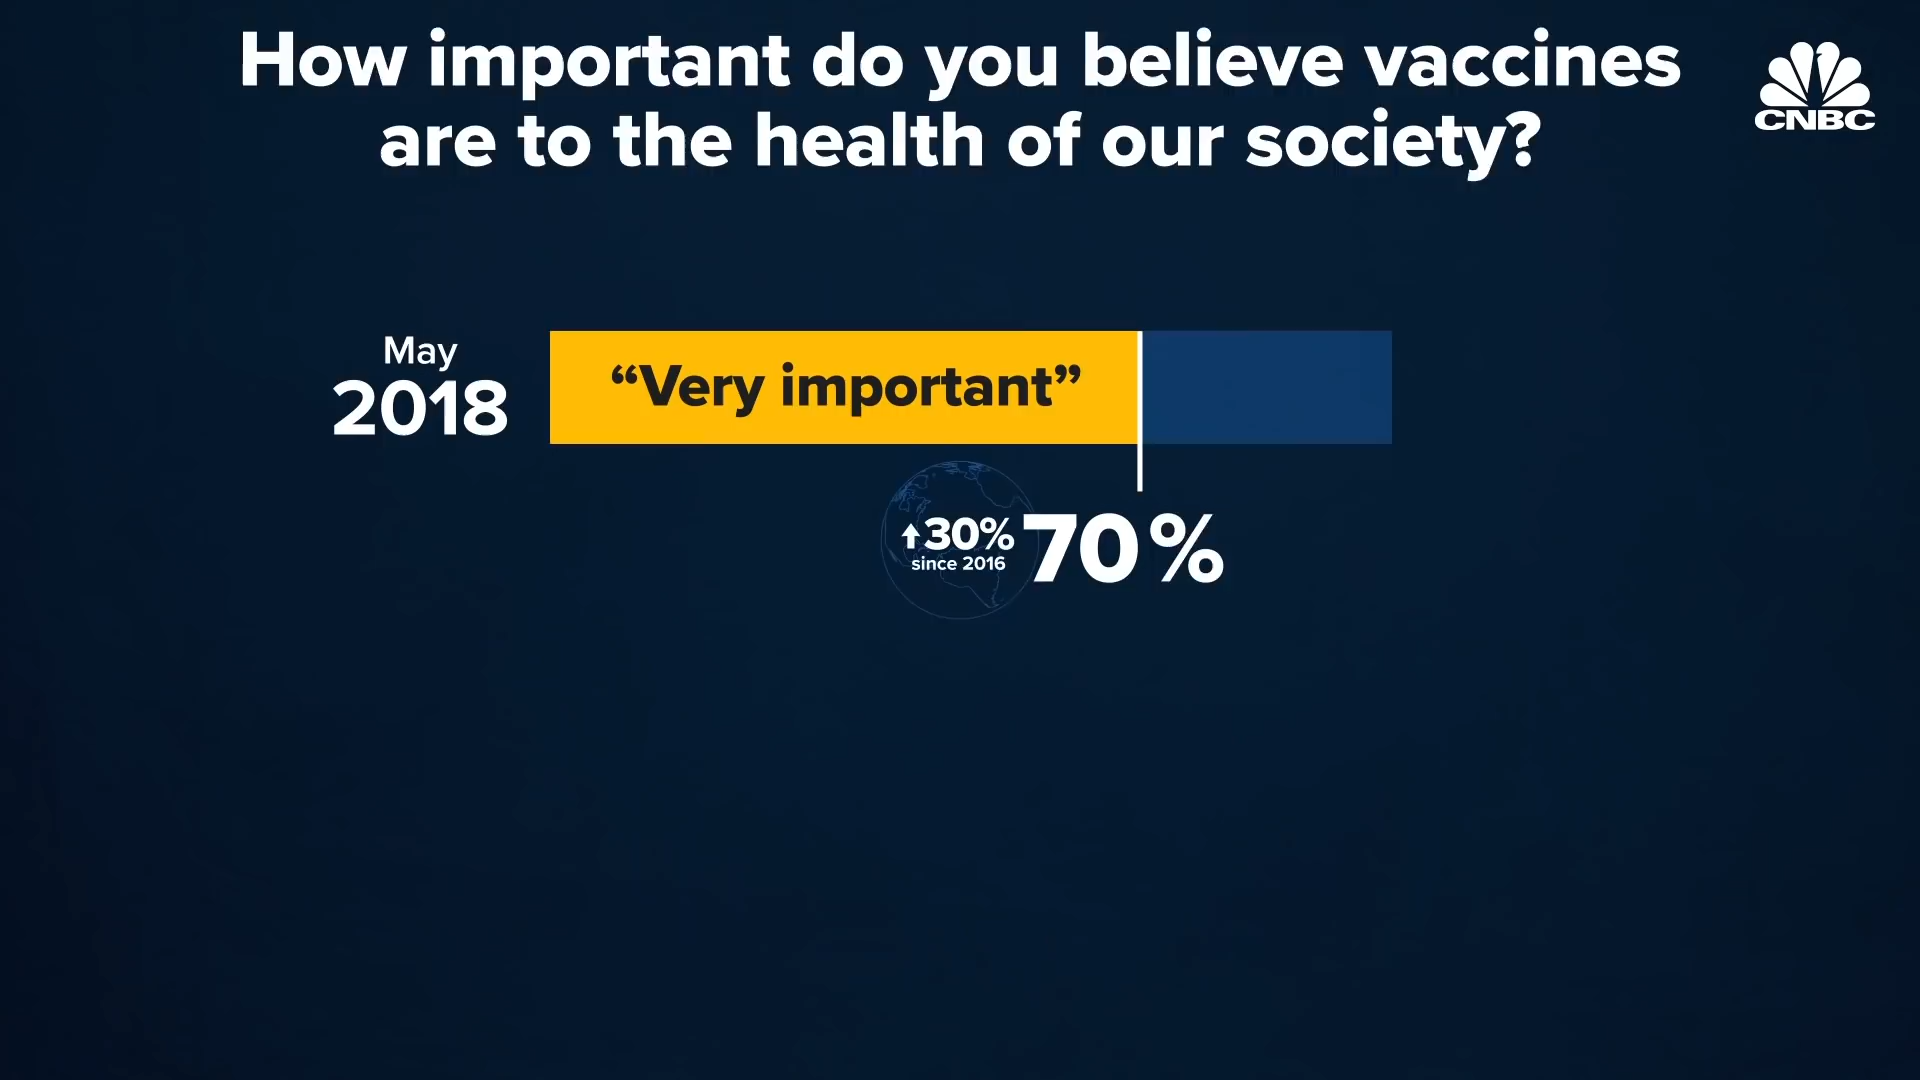 How important do you believe vaccines
are to the health of our society?
CNBC
May
2018
“Very important”
30%
since 2016
70%